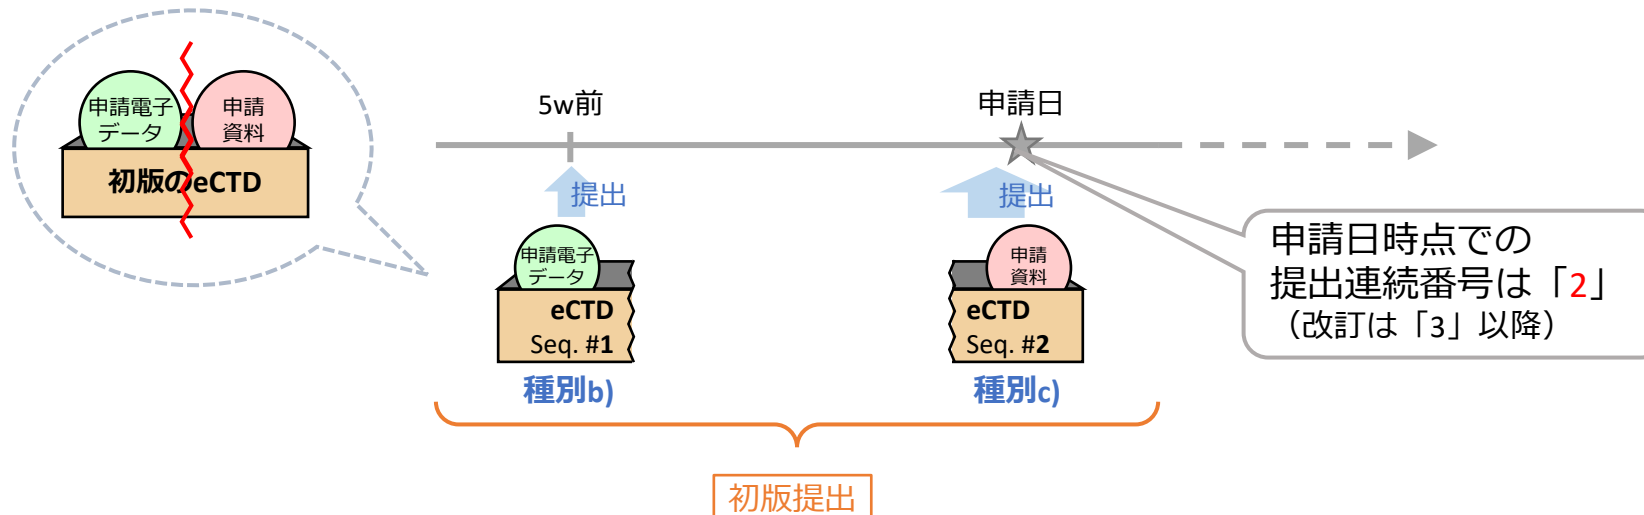 申請電子
データ
申請
資料
初版のeCTD
5w前
申請日
提出
提出
申請電子
データ
eCTD
Seq. #1
種別b)
申請
資料
eCTD
Seq. #2
種別c)
申請日時点での
提出連続番号は「2」
（改訂は「3」以降）
初版提出